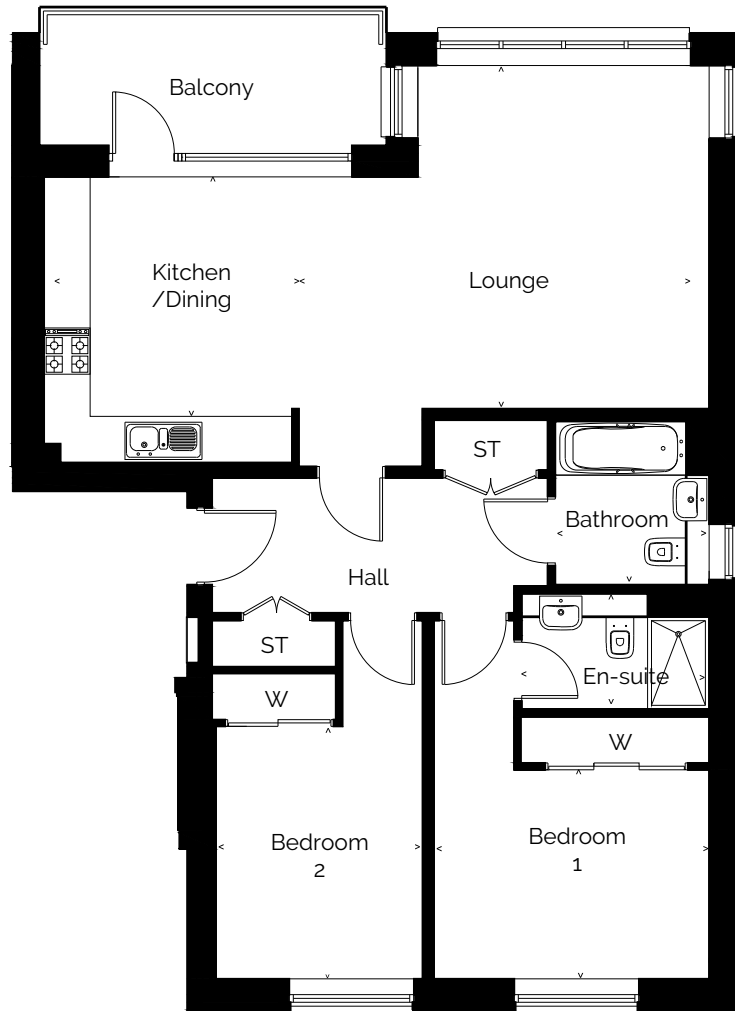 Balcony
Kitchen
/Dining
Lounge
ST
Bathroom
Hall
ST
En-suite
W
W
Bedroom
1
Bedroom
2